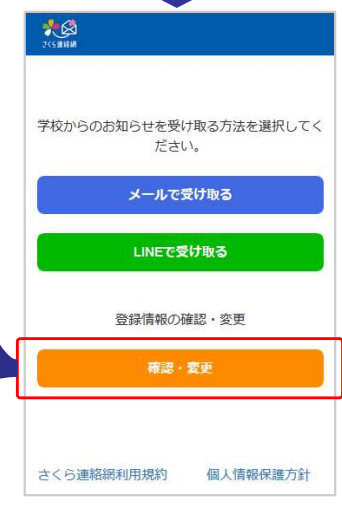 さくら連絡網
学校からのお知らせを受け取る方法を選択してく
ださい。
メールで受け取る
LINEで受け取る
登録情報の確認・変更
確認・変更
さくら連絡網利用規約 個人情報保護方針